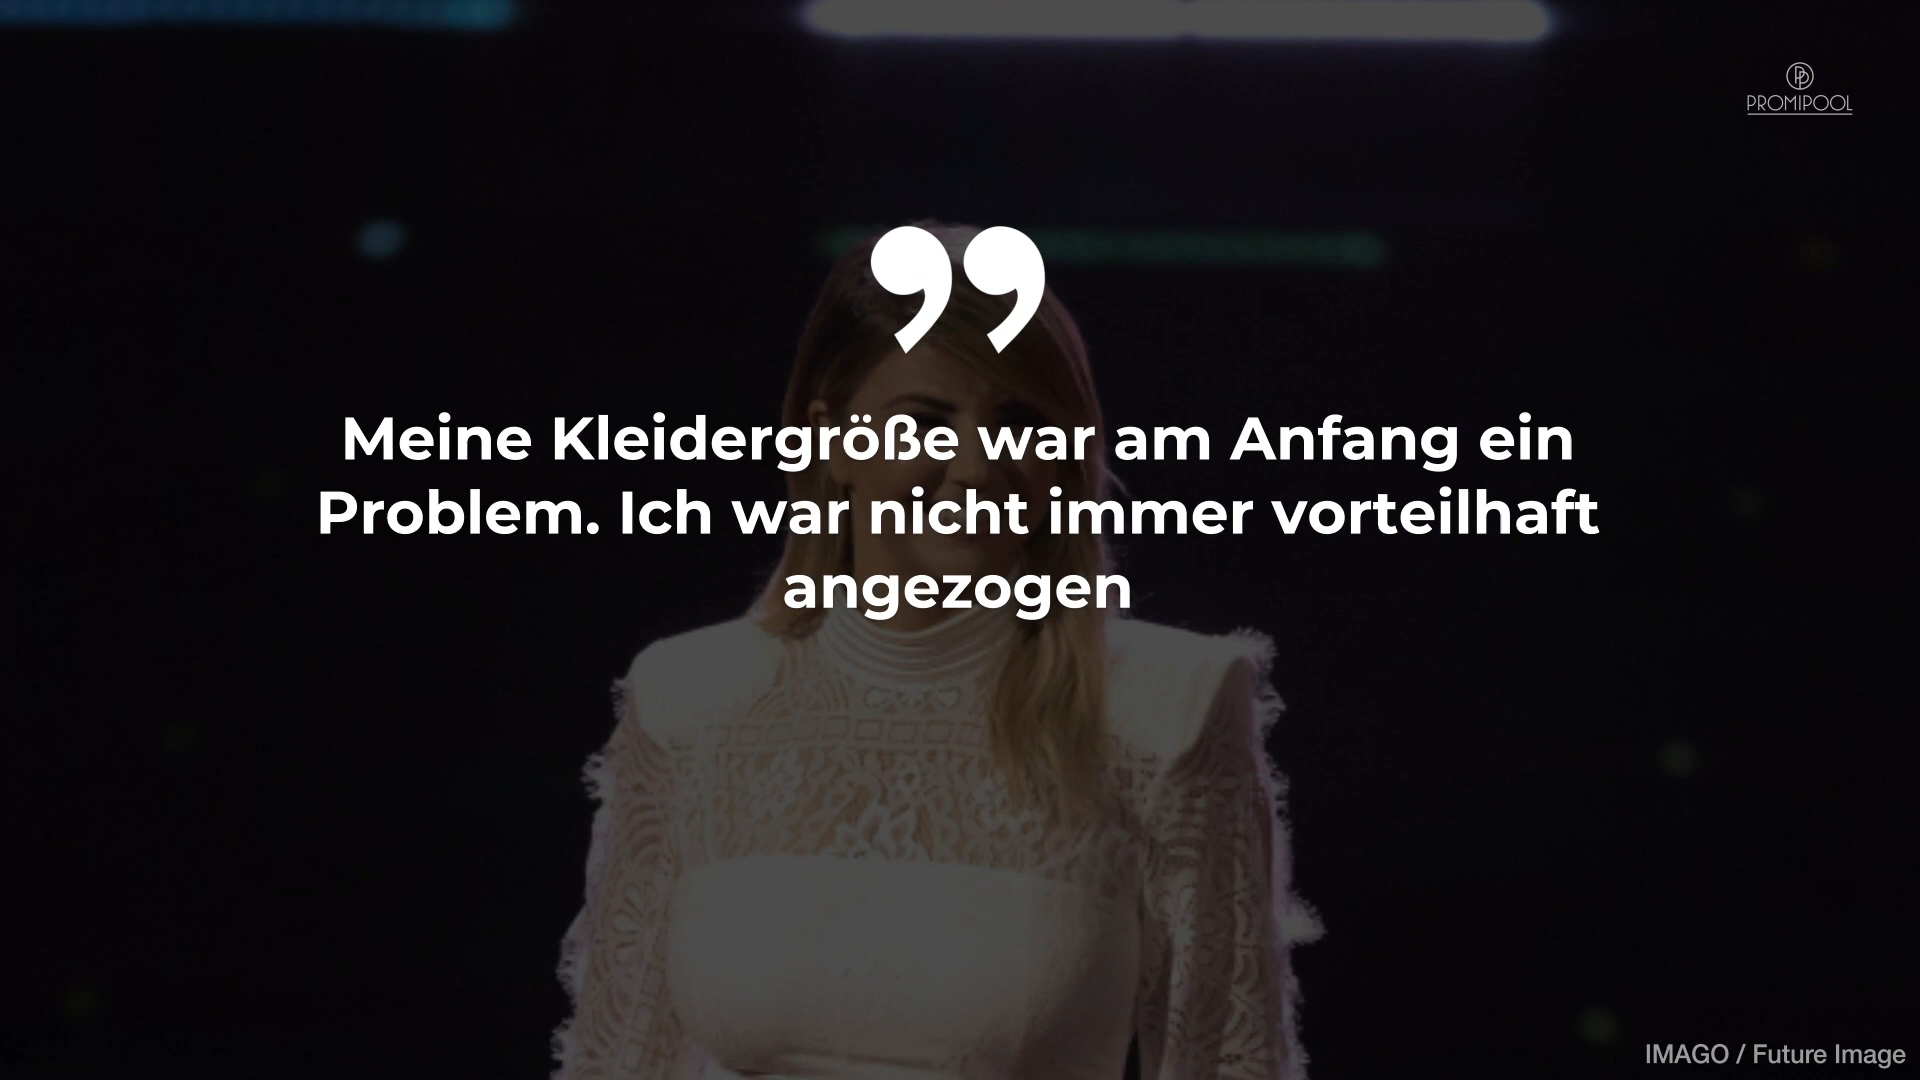 PROMIPOOL
”
Meine Kleidergröße war am Anfang ein
Problem. Ich war nicht immer vorteilhaft
angezogen
IMAGO / Future Image